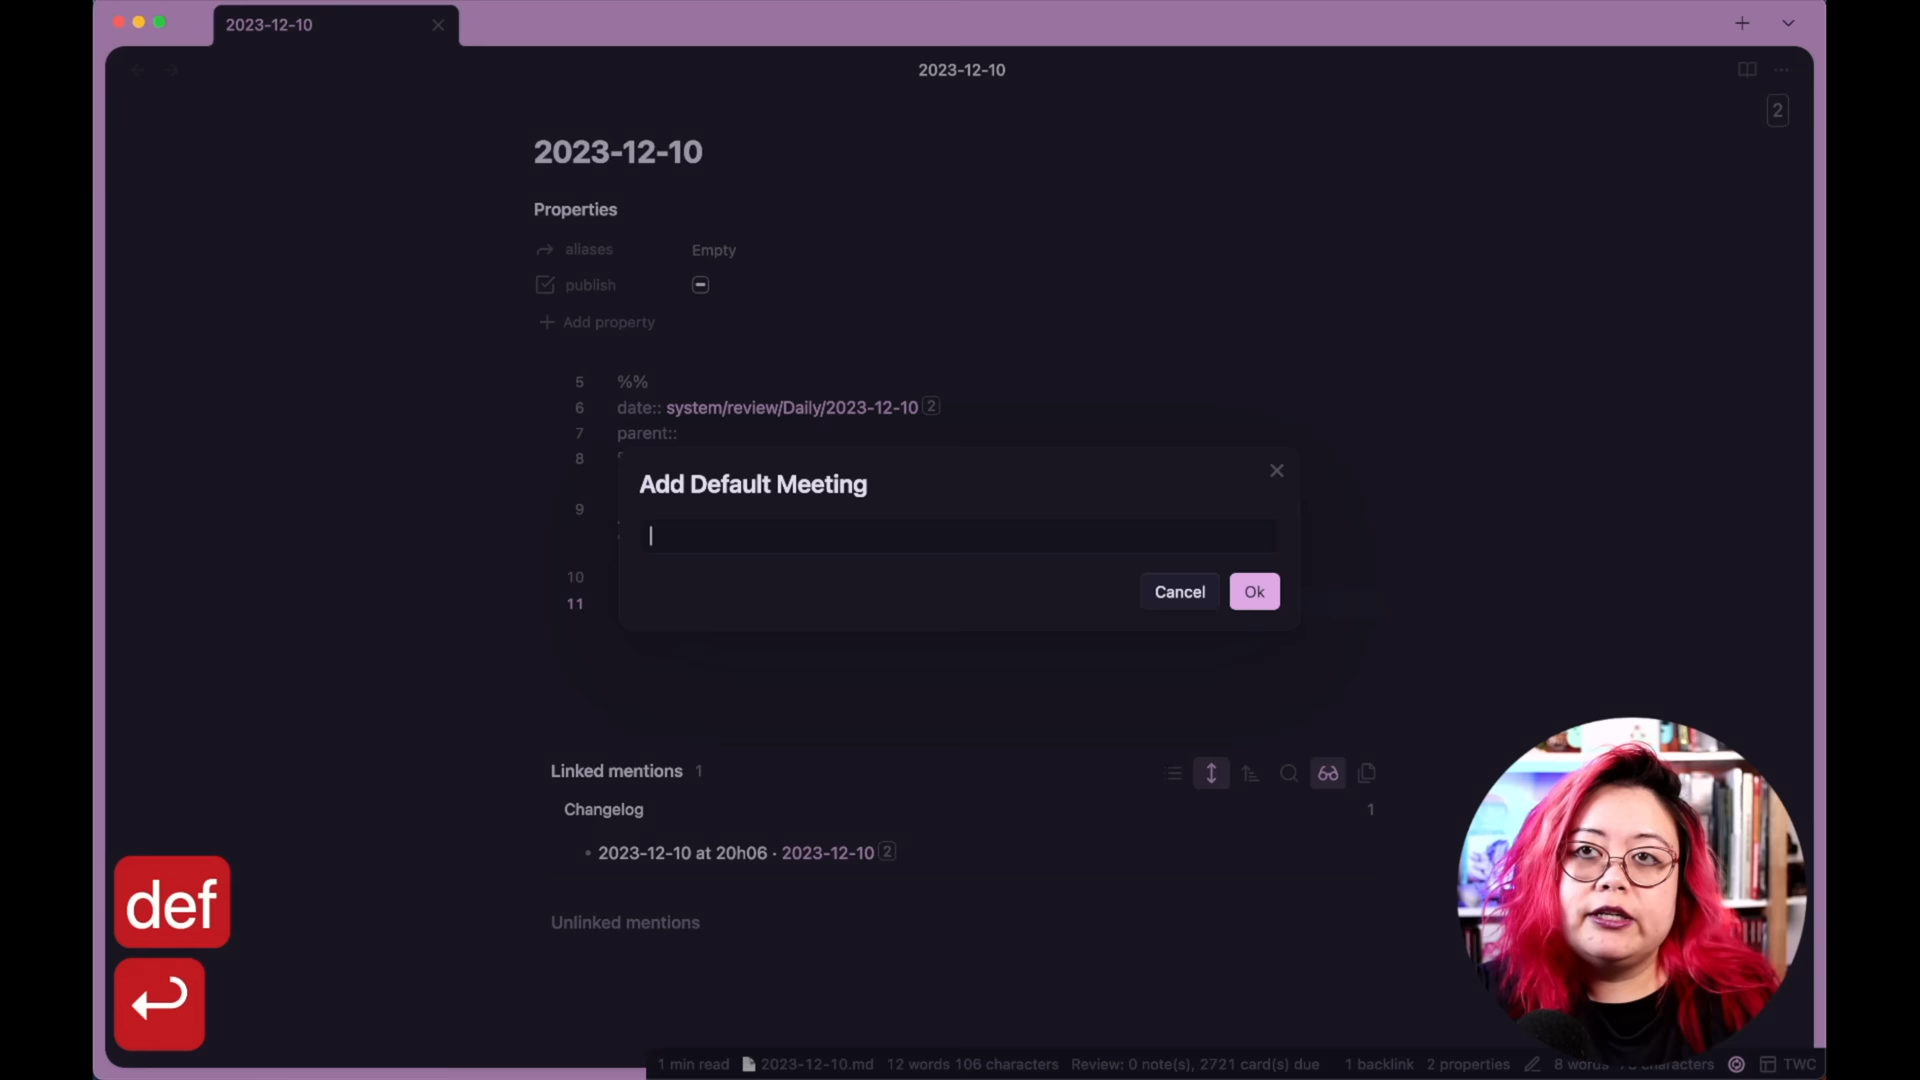 2023-12-10
2023-12-10
2
2023-12-10
Properties
aliases Empty
publish
Add property
5 %%
6 date:: system/review/Daily/2023-12-10 2
7 parent::
8
9
10
11
Add Default Meeting
Cancel Ok
Linked mentions 1
Changelog 1
2023-12-10 at 20h06 · 2023-12-10 2
Unlinked mentions
def
1 min read 2023-12-10.md 12 words 106 characters Review: 0 note(s), 2721 card(s) due 1 backlink 2 properties 8 words characters TWC